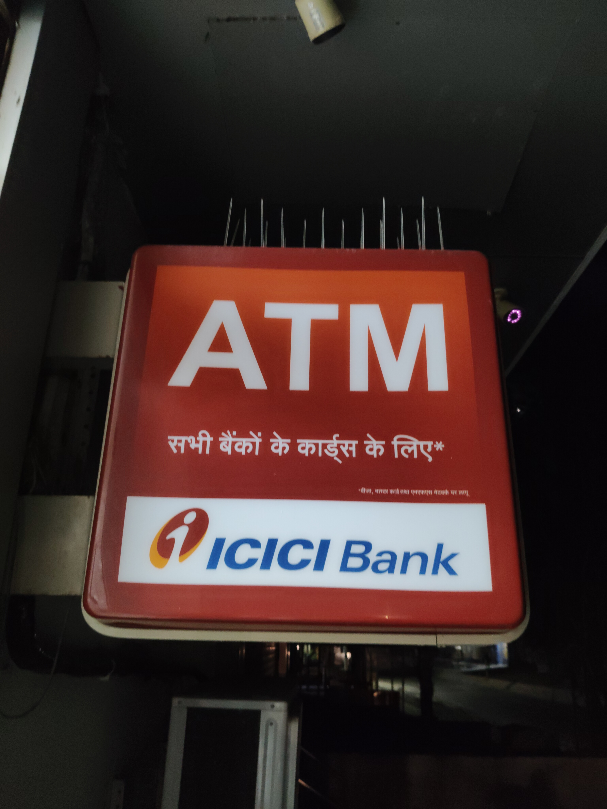 ATM
सभी बैंकों के कार्ड्स के लिए*
ICICI Bank